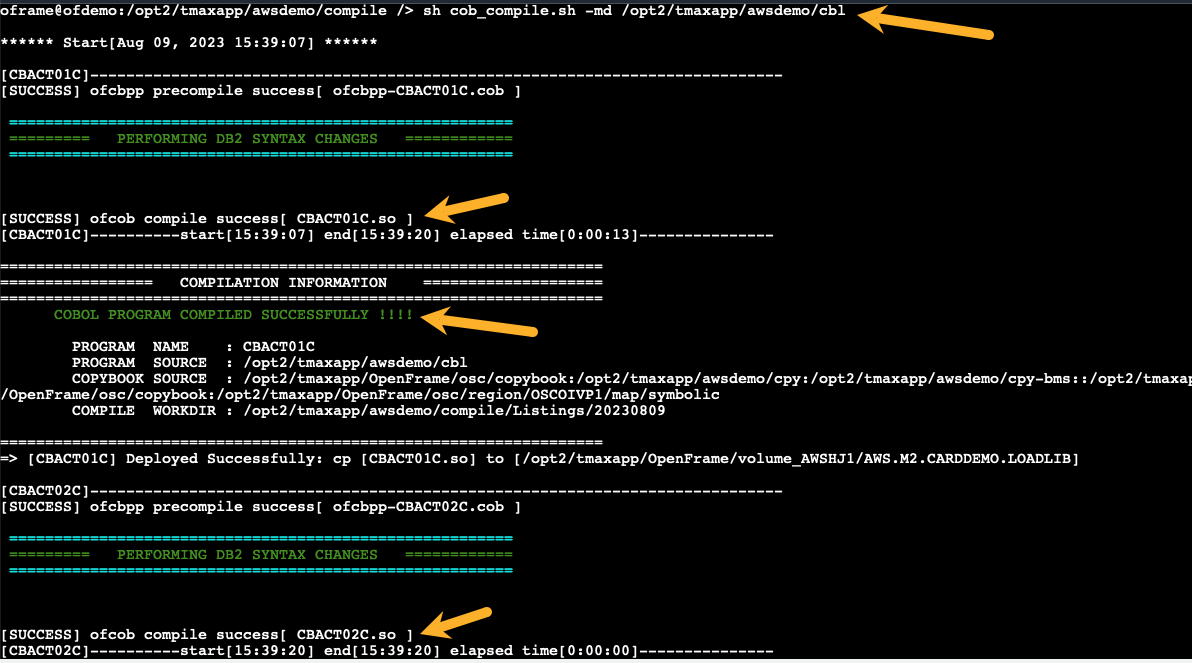 oframe@ofdemo:/opt2/tmaxapp/awsdemo/compile /> sh cob_compile.sh -md /opt2/tmaxapp/awsdemo/cbl
****** Start[Aug 09, 2023 15:39:07] ******
[CBACT01C]-----------------------------------------------------------------------------
[SUCCESS] ofcbpp precompile success[ ofcbpp-CBACT01C.cob ]
========================================================
=========   PERFORMING DB2 SYNTAX CHANGES   ============
========================================================
[SUCCESS] ofcob compile success[ CBACT01C.so ]
[CBACT01C]----------start[15:39:07] end[15:39:20] elapsed time[0:00:13]---------------
===================================================================
=================   COMPILATION INFORMATION    ====================
===================================================================
COBOL PROGRAM COMPILED SUCCESSFULLY !!!!
PROGRAM  NAME    : CBACT01C
PROGRAM  SOURCE  : /opt2/tmaxapp/awsdemo/cbl
COPYBOOK SOURCE  : /opt2/tmaxapp/OpenFrame/osc/copybook:/opt2/tmaxapp/awsdemo/cpy:/opt2/tmaxapp/awsdemo/cpy-bms::/opt2/tmaxap
/OpenFrame/osc/copybook:/opt2/tmaxapp/OpenFrame/osc/region/OSCOIVP1/map/symbolic
COMPILE  WORKDIR : /opt2/tmaxapp/awsdemo/compile/Listings/20230809
===================================================================
=> [CBACT01C] Deployed Successfully: cp [CBACT01C.so] to [/opt2/tmaxapp/OpenFrame/volume_AWSHJ1/AWS.M2.CARDDEMO.LOADLIB]
[CBACT02C]-----------------------------------------------------------------------------
[SUCCESS] ofcbpp precompile success[ ofcbpp-CBACT02C.cob ]
========================================================
=========   PERFORMING DB2 SYNTAX CHANGES   ============
========================================================
[SUCCESS] ofcob compile success[ CBACT02C.so ]
[CBACT02C]----------start[15:39:20] end[15:39:20] elapsed time[0:00:00]---------------